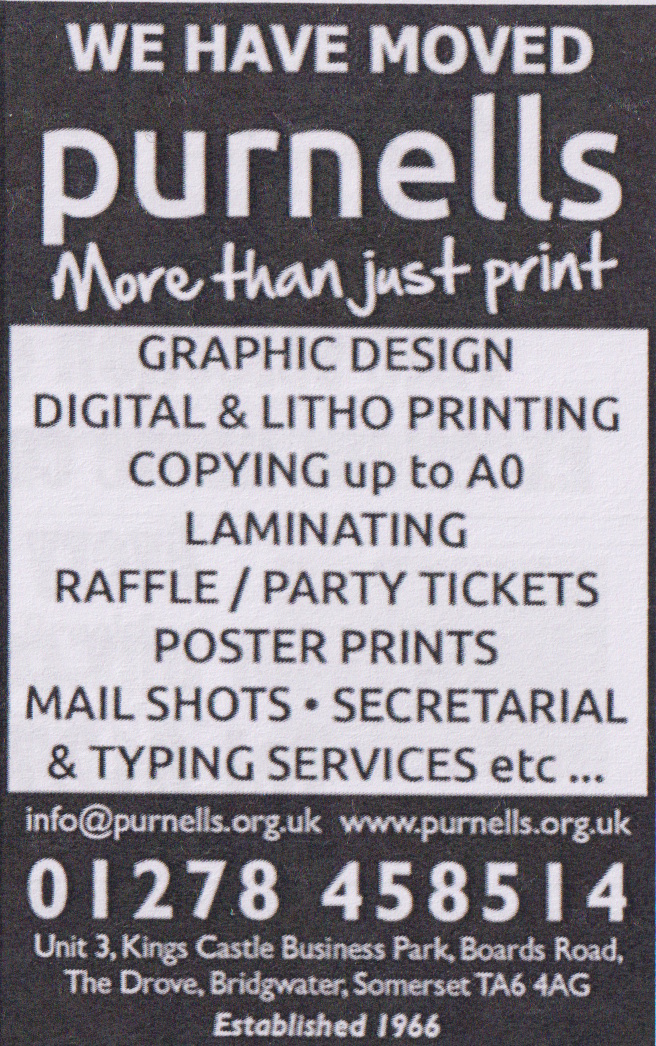 WE HAVE MOVED
purnells
More than just print
GRAPHIC DESIGN
DIGITAL & LITHO PRINTING
COPYING up to A0
LAMINATING
RAFFLE / PARTY TICKETS
POSTER PRINTS
MAIL SHOTS • SECRETARIAL
& TYPING SERVICES etc ...
info@purnells.org.uk www.purnells.org.uk
01278 458514
Unit 3, Kings Castle Business Park, Boards Road,
The Drove, Bridgwater, Somerset TA6 4AG
Established 1966